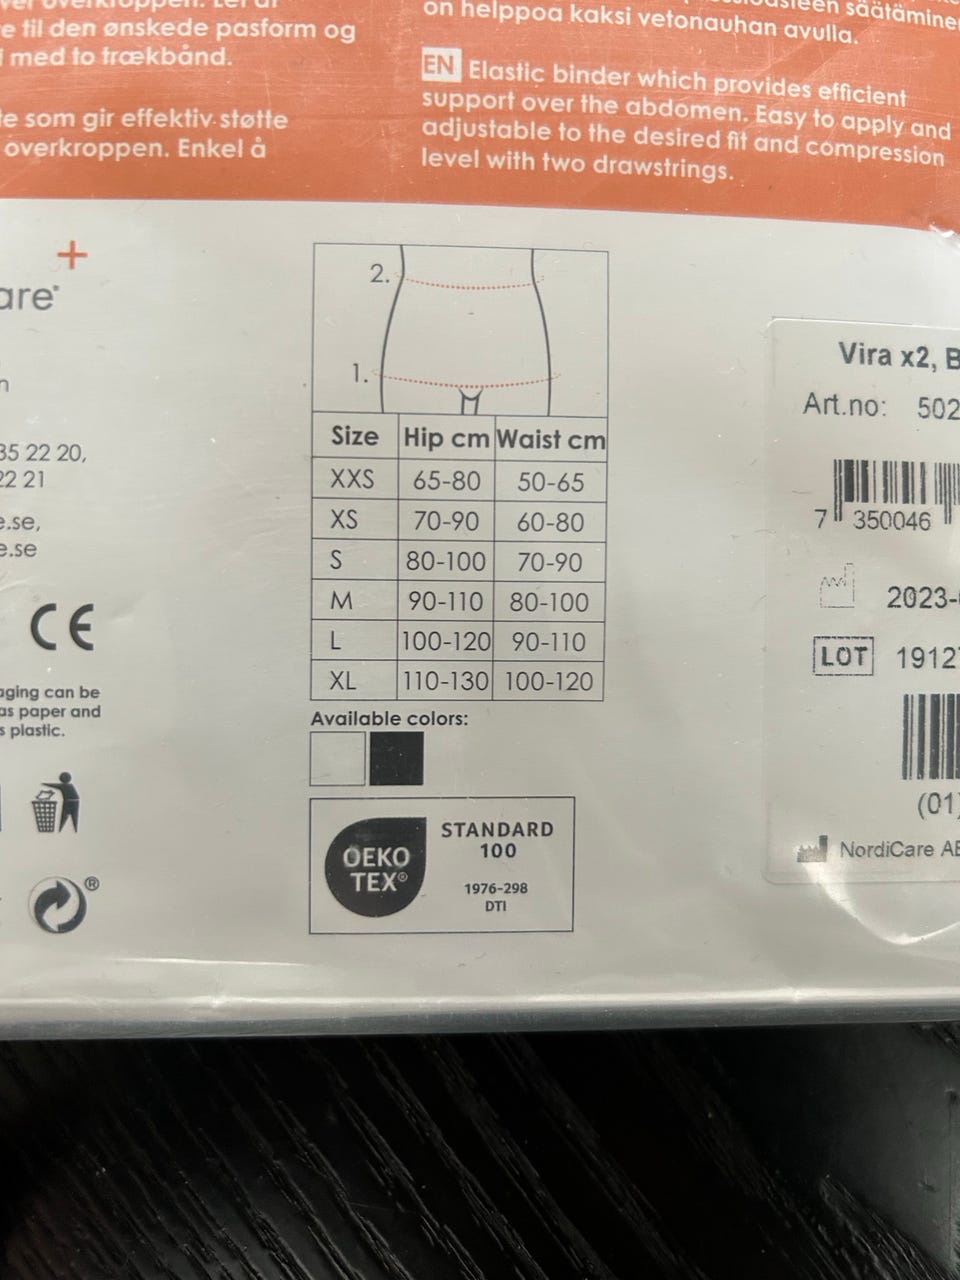 te til den ønskede pasform og
med to trækbånd.
som gir effektiv støtte
overkroppen. Enkel å
on helppoa kaksi vetonauhan avulla.
EN Elastic binder which provides efficient
support over the abdomen. Easy to apply and
adjustable to the desired fit and compression
level with two drawstrings.
+
are
35 22 20,
22 21
e.se,
e.se
CE
aging can be
as paper and
s plastic.
®
2.
1.
Size Hip cm Waist cm
XXS 65-80 50-65
XS 70-90 60-80
S 80-100 70-90
M 90-110 80-100
L 100-120 90-110
XL 110-130 100-120
Available colors:
OEKO
TEX®
STANDARD
100
1976-298
DTI
Vira x2, B
Art.no: 502
7 350046
2023-
LOT 1912
(01)
NordiCare AB